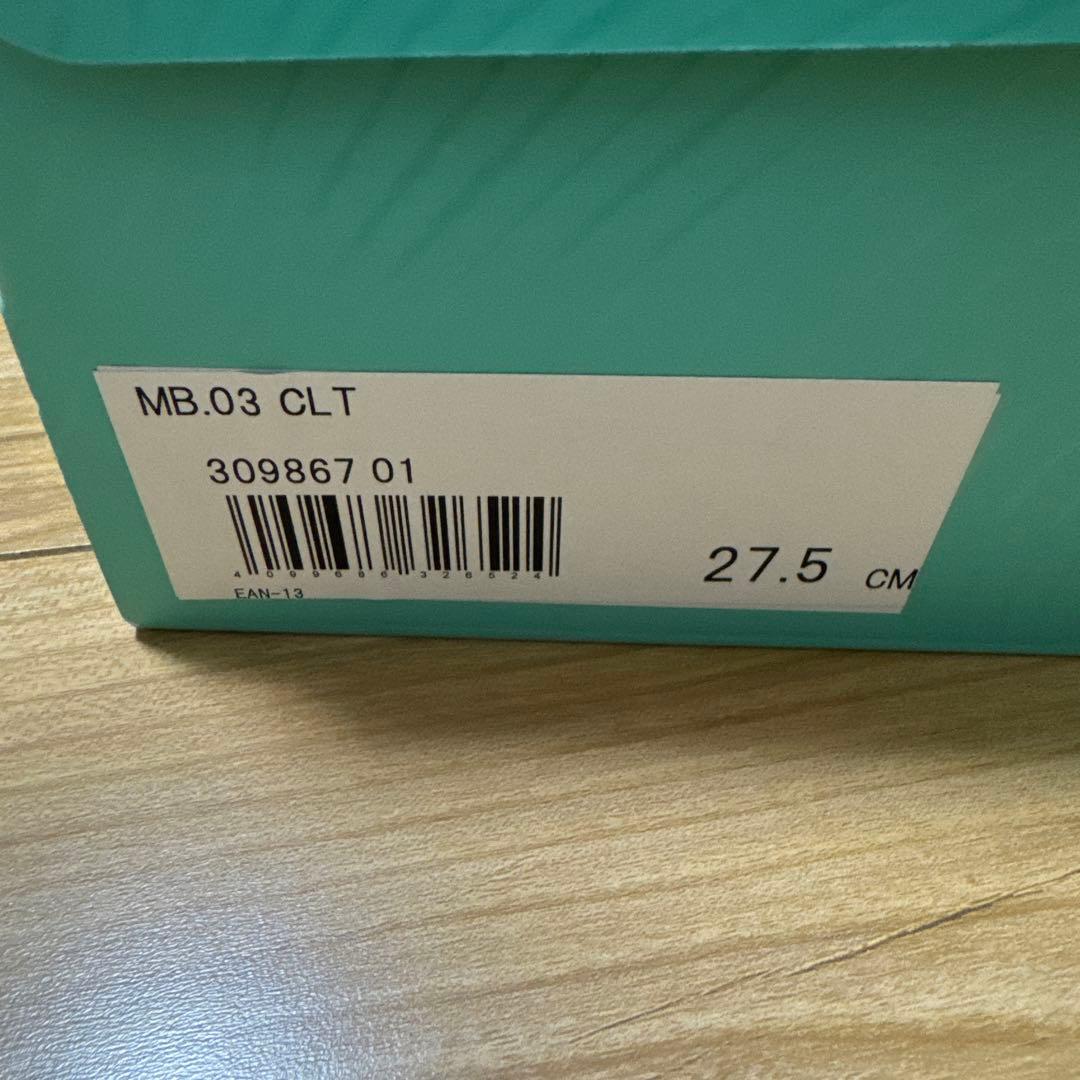 MB.03 CLT
309867 01
4099686326524
EAN-13
27.5 CM